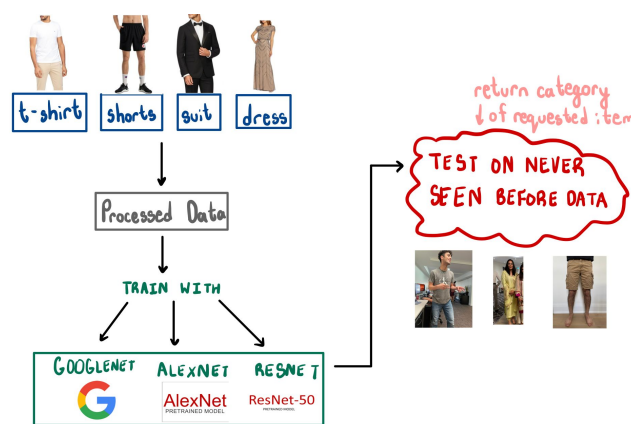 t-shirt
shorts
suit
dress
Processed Data
TRAIN WITH
GOOGLENET
ALEXNET
RESNET
G
AlexNet
PRETRAINED MODEL
ResNet-50
PRETRAINED MODEL
return category
of requested item
TEST ON NEVER
SEEN BEFORE DATA